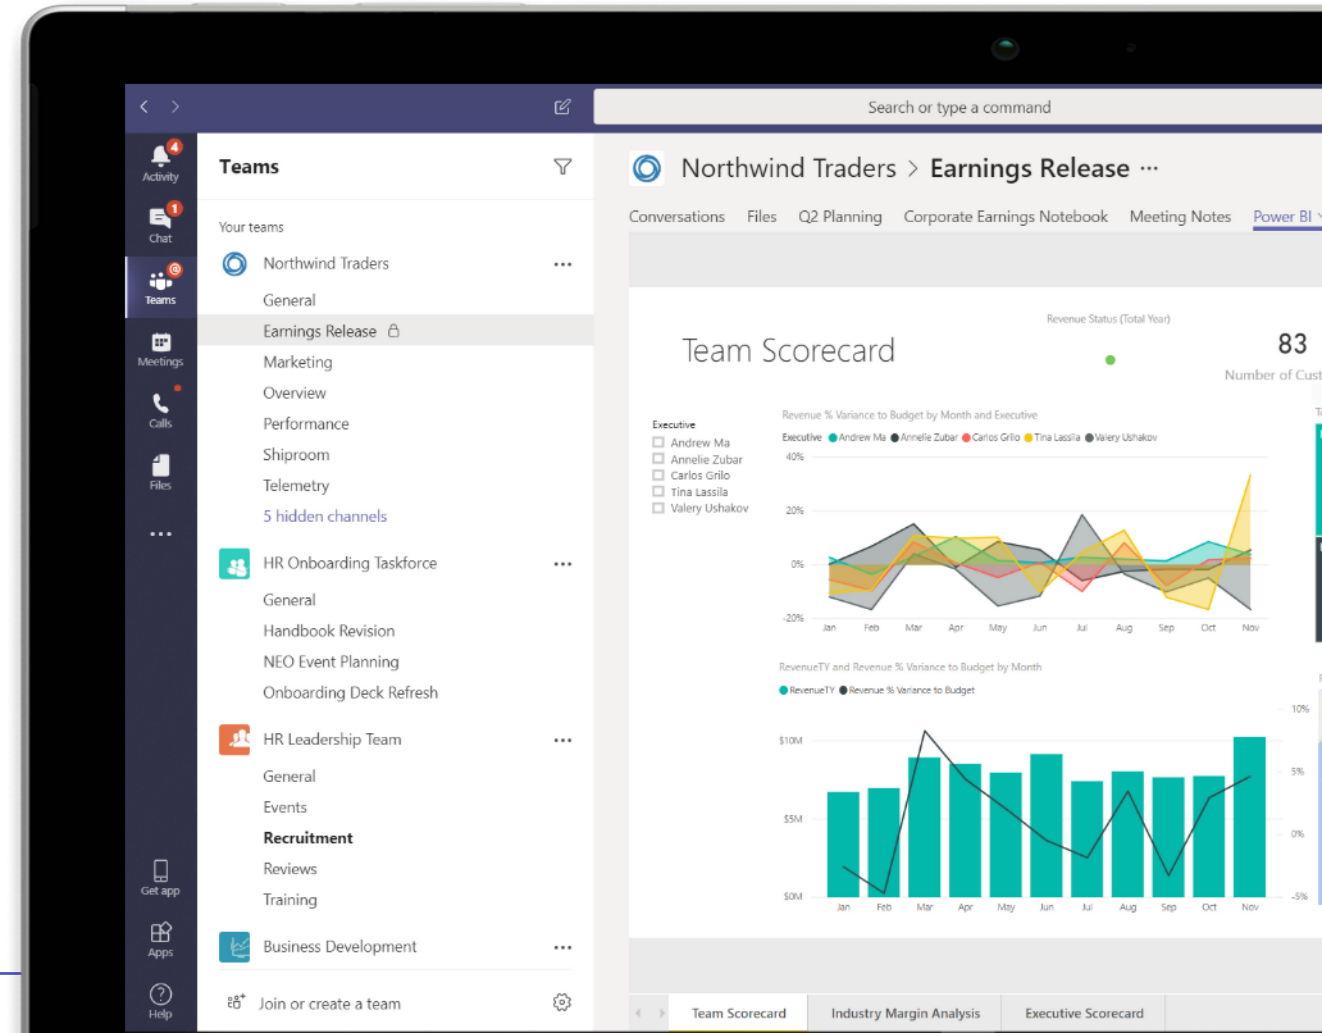 Search or type a command
4
Activity
1
Chat
@
Teams
Meetings
Calls
Files
Get app
Apps
Help
Teams
Your teams
Northwind Traders
General
Earnings Release
Marketing
Overview
Performance
Shiproom
Telemetry
5 hidden channels
HR Onboarding Taskforce
General
Handbook Revision
NEO Event Planning
Onboarding Deck Refresh
HR Leadership Team
General
Events
Recruitment
Reviews
Training
Business Development
Join or create a team
Northwind Traders > Earnings Release ...
Conversations Files Q2 Planning Corporate Earnings Notebook Meeting Notes Power BI
Team Scorecard
Revenue Status (Total Year)
83
Number of Cust
Executive
Andrew Ma
Annelie Zubar
Carlos Grilo
Tina Lassila
Valery Ushakov
Revenue % Variance to Budget by Month and Executive
Executive Andrew Ma Annelie Zubar Carlos Grilo Tina Lassila Valery Ushakov
40%
20%
0%
-20%
Jan Feb Mar Apr May Jun Jul Aug Sep Oct Nov
RevenueTY and Revenue % Variance to Budget by Month
RevenueTY Revenue % Variance to Budget
$10M
$5M
$0M
10%
5%
0%
-5%
Jan Feb Mar Apr May Jun Jul Aug Sep Oct Nov
Team Scorecard Industry Margin Analysis Executive Scorecard